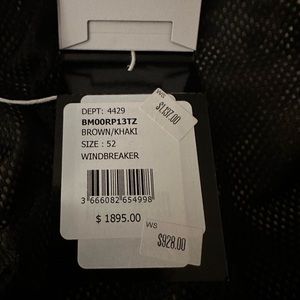 DEPT: 4429
BM00RP13TZ
BROWN/KHAKI
SIZE : 52
WINDBREAKER
3 666082 654998
$ 1895.00
WS
$1,137.00
WS
$928.00